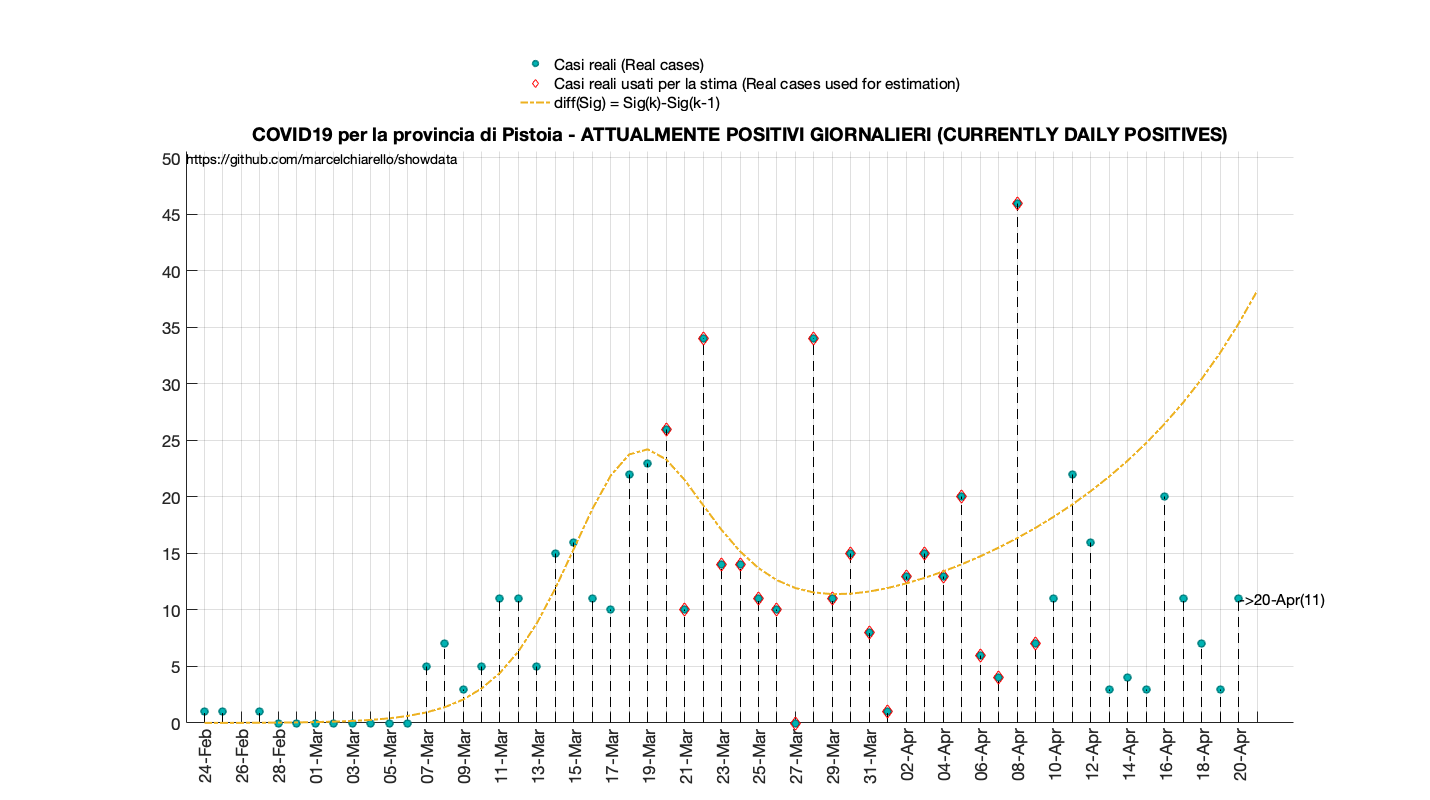 Casi reali (Real cases)
Casi reali usati per la stima (Real cases used for estimation)
diff(Sig) = Sig(k)-Sig(k-1)
COVID19 per la provincia di Pistoia - ATTUALMENTE POSITIVI GIORNALIERI (CURRENTLY DAILY POSITIVES)
https://github.com/marcelchiarello/showdata
50
45
40
35
30
25
20
15
10
5
0
->20-Apr(11)
24-Feb
26-Feb
28-Feb
01-Mar
03-Mar
05-Mar
07-Mar
09-Mar
11-Mar
13-Mar
15-Mar
17-Mar
19-Mar
21-Mar
23-Mar
25-Mar
27-Mar
29-Mar
31-Mar
02-Apr
04-Apr
06-Apr
08-Apr
10-Apr
12-Apr
14-Apr
16-Apr
18-Apr
20-Apr